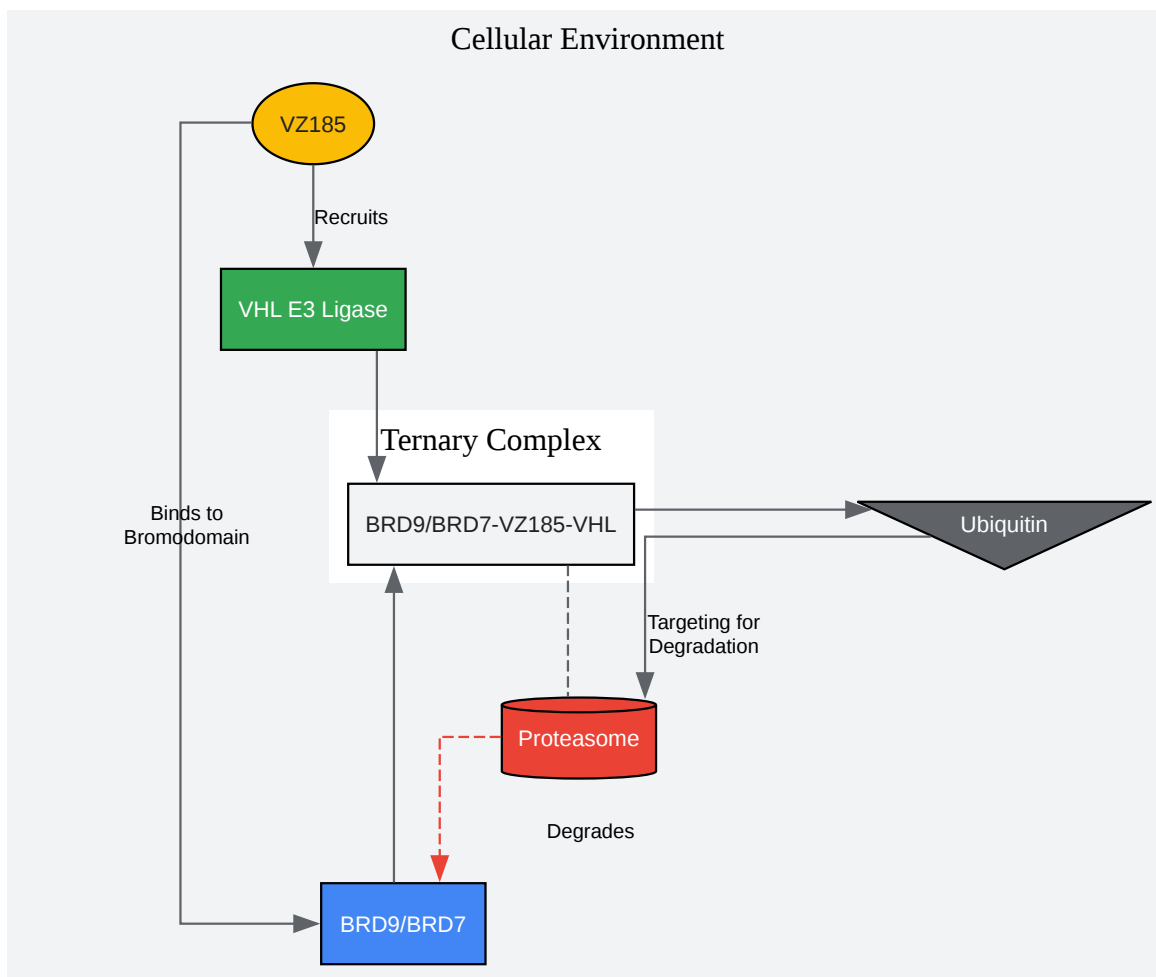 Cellular Environment
VZ185
Recruits
VHL E3 Ligase
Ternary Complex
BRD9/BRD7-VZ185-VHL
Ubiquitin
Binds to
Bromodomain
Targeting for
Degradation
Proteasome
Degrades
BRD9/BRD7